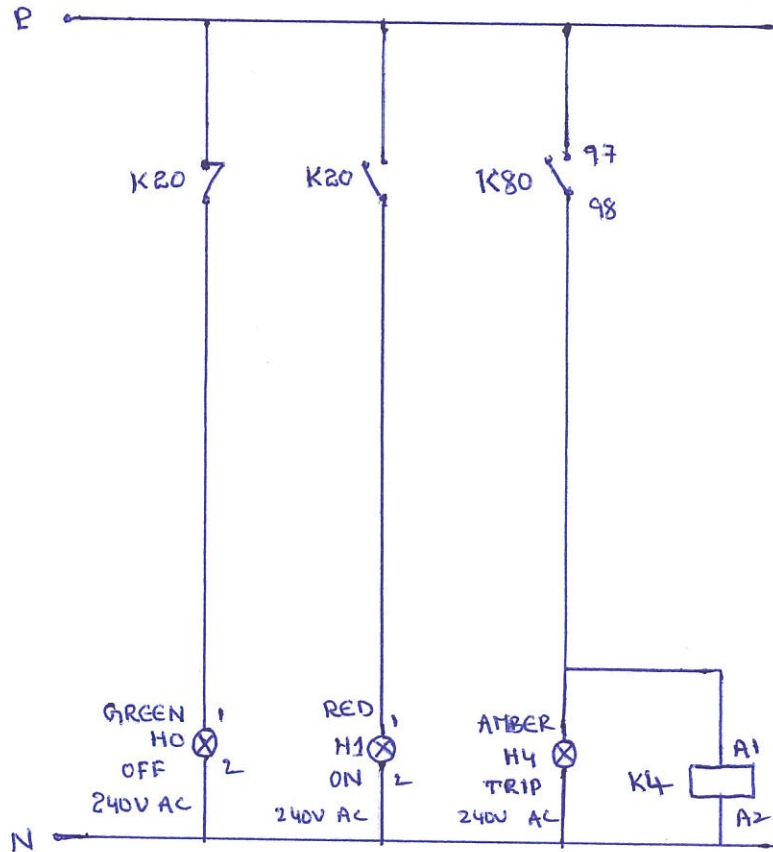 P
K20
K20
K80
97
98
GREEN 1
H0
OFF 2
240V AC
RED 1
H1
ON 2
240V AC
AMBER
H4
TRIP
240V AC
K4
A1
A2
N